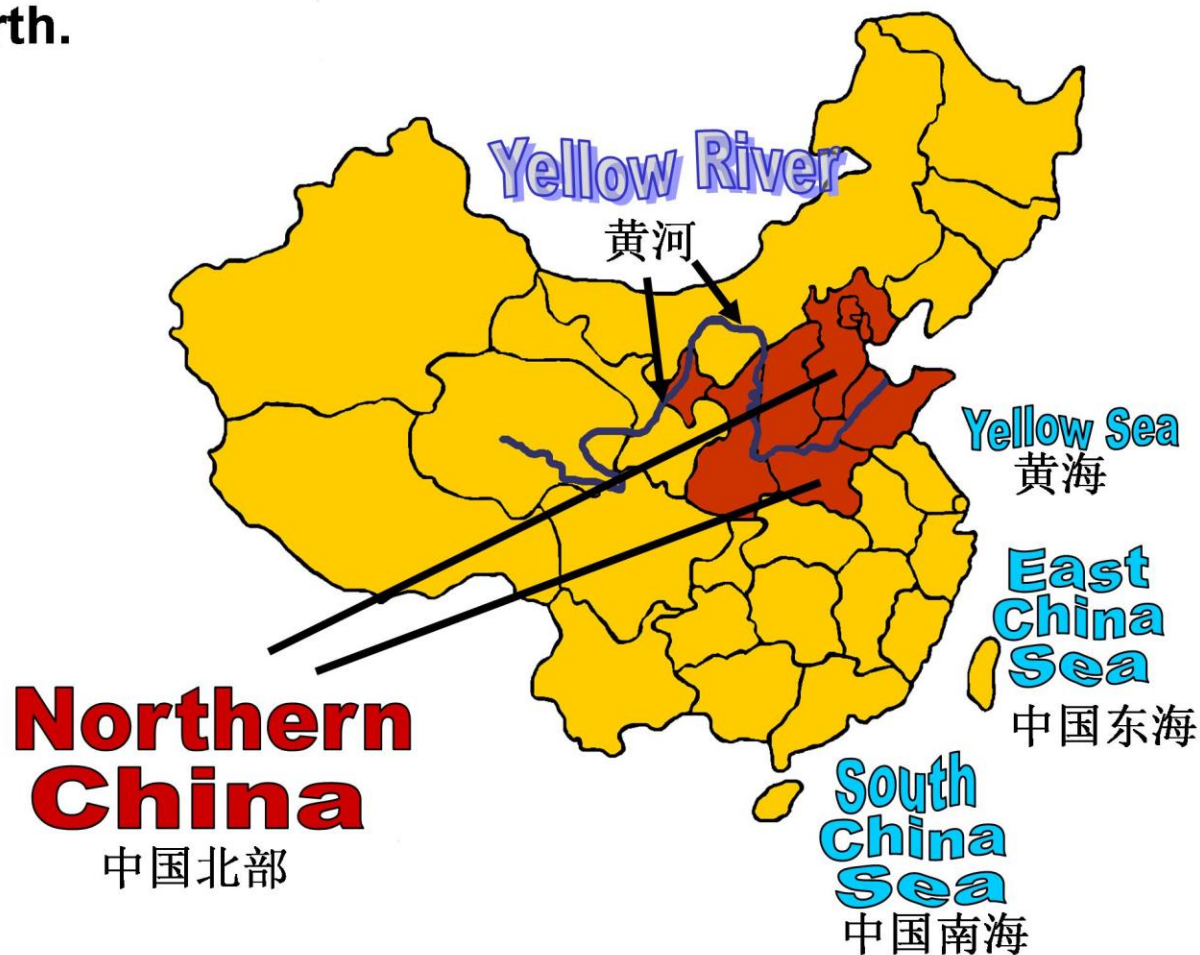 rth.
Yellow River
黄河
Yellow Sea
黄海
East
China
Sea
中国东海
Northern
China
中国北部
South
China
Sea
中国南海